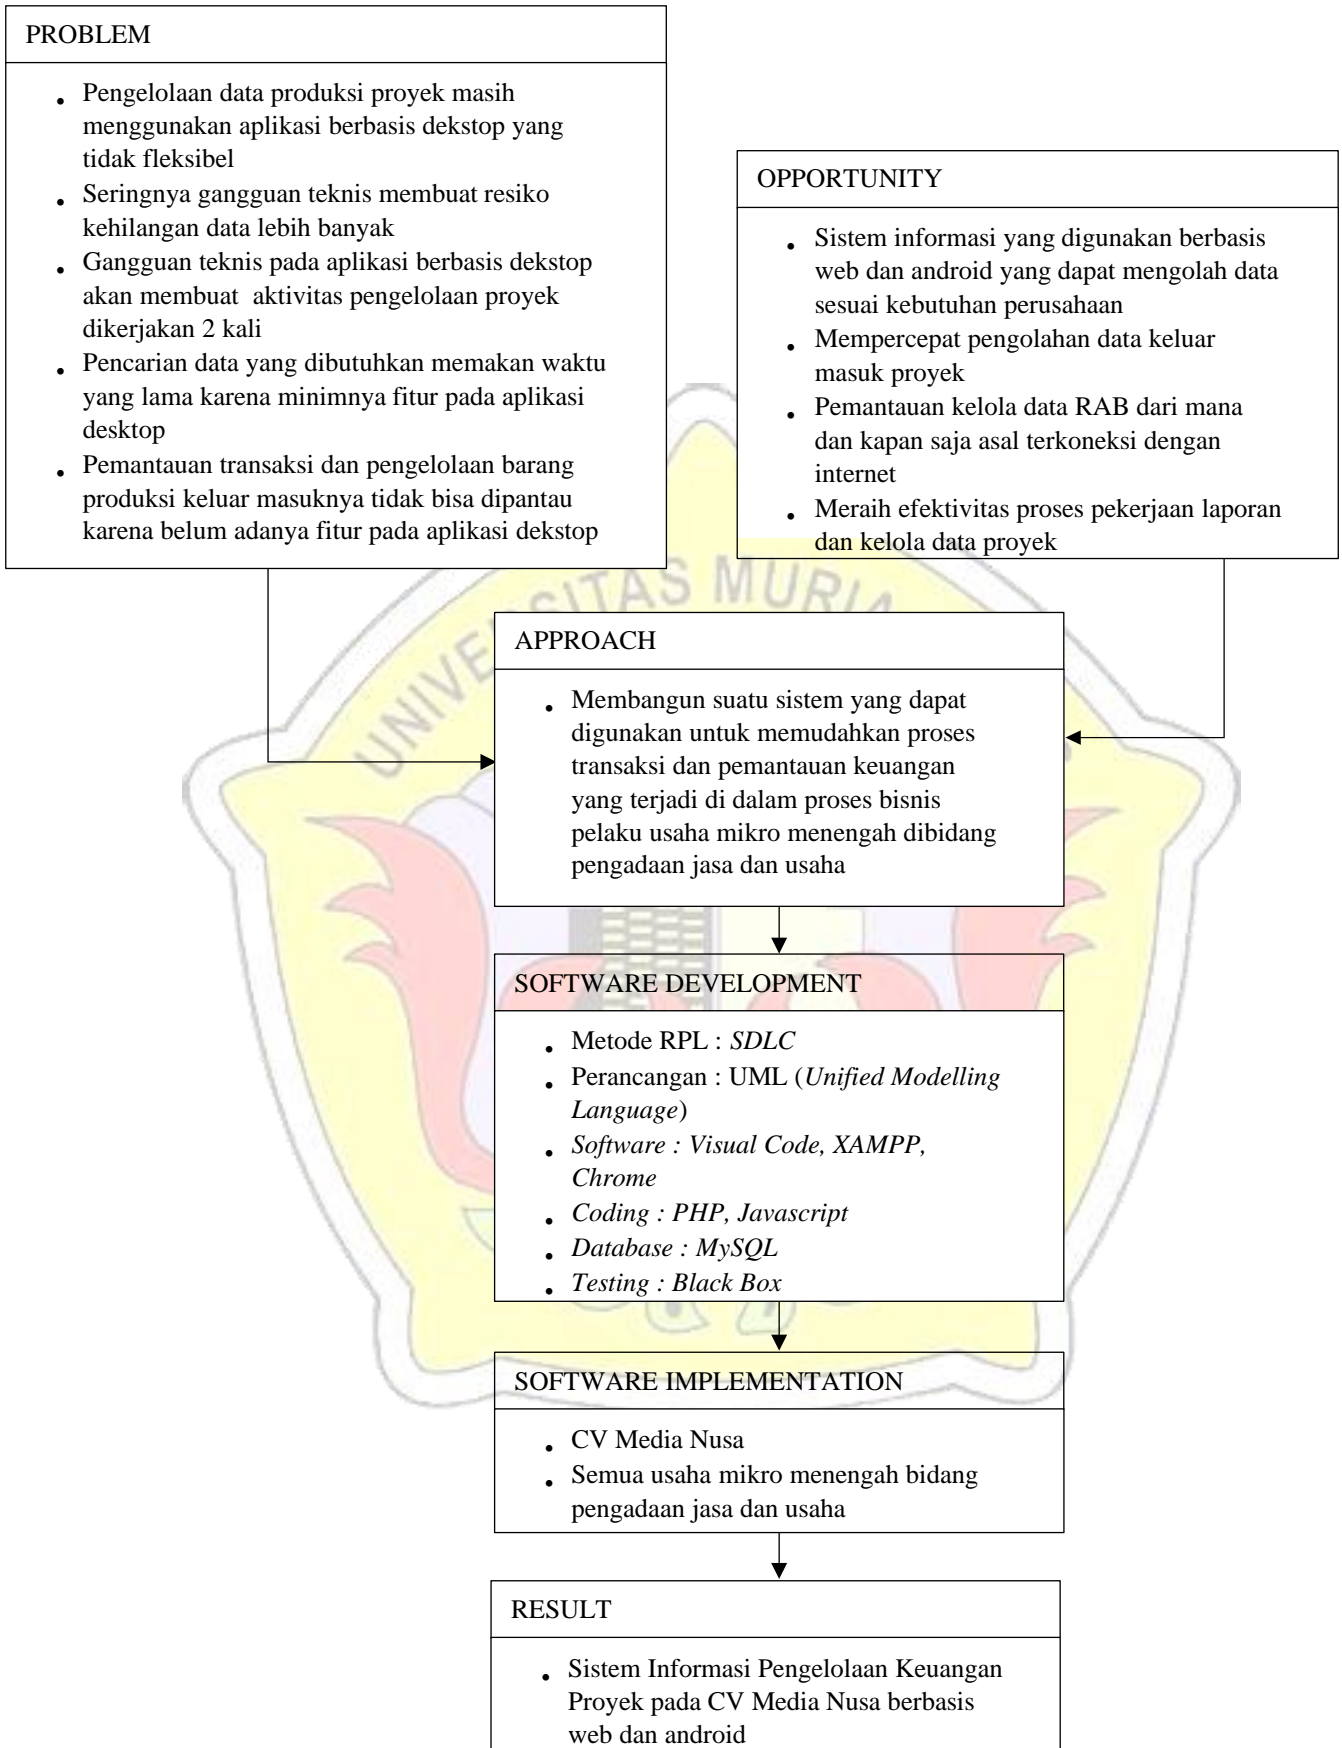 PROBLEM
• Pengelolaan data produksi proyek masih
menggunakan aplikasi berbasis dekstop yang
tidak fleksibel
• Seringnya gangguan teknis membuat resiko
kehilangan data lebih banyak
• Gangguan teknis pada aplikasi berbasis dekstop
akan membuat aktivitas pengelolaan proyek
dikerjakan 2 kali
• Pencarian data yang dibutuhkan memakan waktu
yang lama karena minimnya fitur pada aplikasi
desktop
• Pemantauan transaksi dan pengelolaan barang
produksi keluar masuknya tidak bisa dipantau
karena belum adanya fitur pada aplikasi dekstop
OPPORTUNITY
• Sistem informasi yang digunakan berbasis
web dan android yang dapat mengolah data
sesuai kebutuhan perusahaan
• Mempercepat pengolahan data keluar
masuk proyek
• Pemantauan kelola data RAB dari mana
dan kapan saja asal terkoneksi dengan
internet
• Meraih efektivitas proses pekerjaan laporan
dan kelola data proyek
UNIVERSITAS MURIA
APPROACH
• Membangun suatu sistem yang dapat
digunakan untuk memudahkan proses
transaksi dan pemantauan keuangan
yang terjadi di dalam proses bisnis
pelaku usaha mikro menengah dibidang
pengadaan jasa dan usaha
SOFTWARE DEVELOPMENT
• Metode RPL : SDLC
• Perancangan : UML (Unified Modelling
Language)
• Software : Visual Code, XAMPP,
Chrome
• Coding : PHP, Javascript
• Database : MySQL
• Testing : Black Box
SOFTWARE IMPLEMENTATION
• CV Media Nusa
• Semua usaha mikro menengah bidang
pengadaan jasa dan usaha
RESULT
• Sistem Informasi Pengelolaan Keuangan
Proyek pada CV Media Nusa berbasis
web dan android